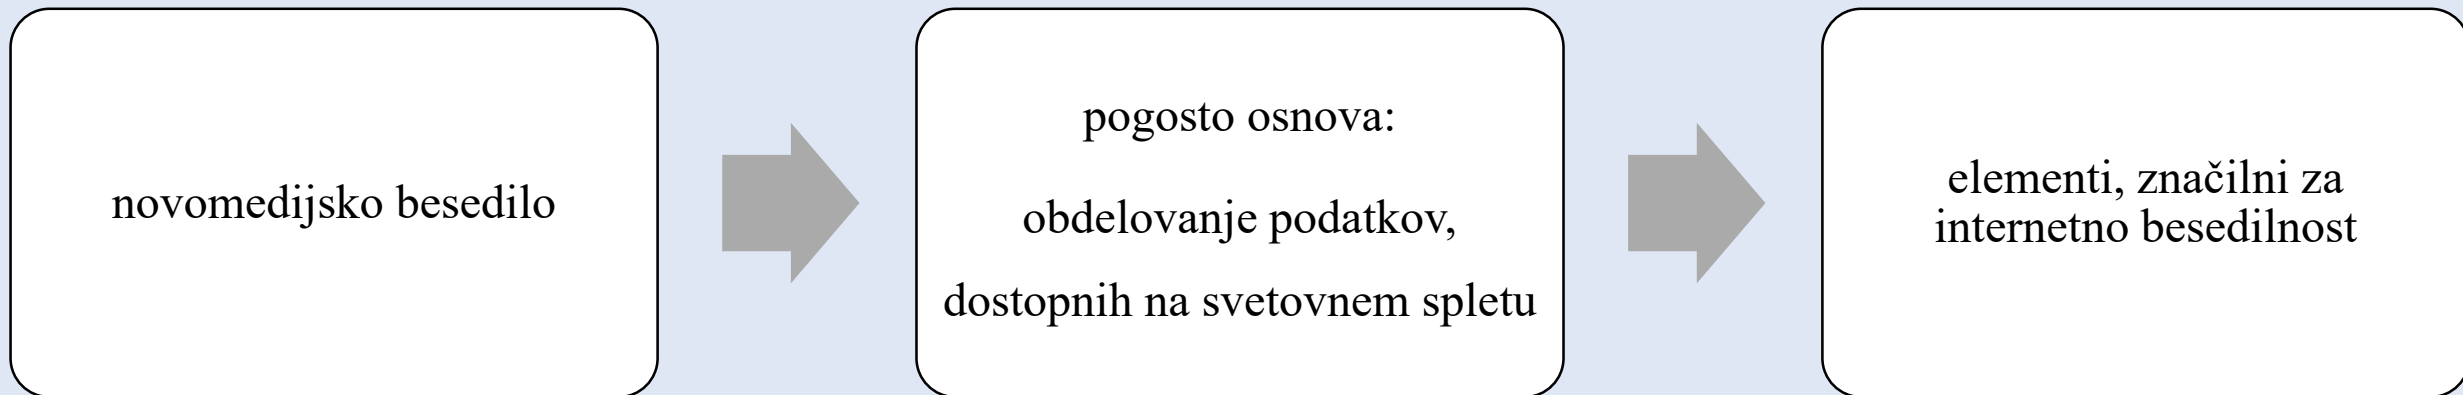 novomedijsko besedilo
pogosto osnova:
obdelovanje podatkov,
dostopnih na svetovnem spletu
elementi, značilni za
internetno besedilnost